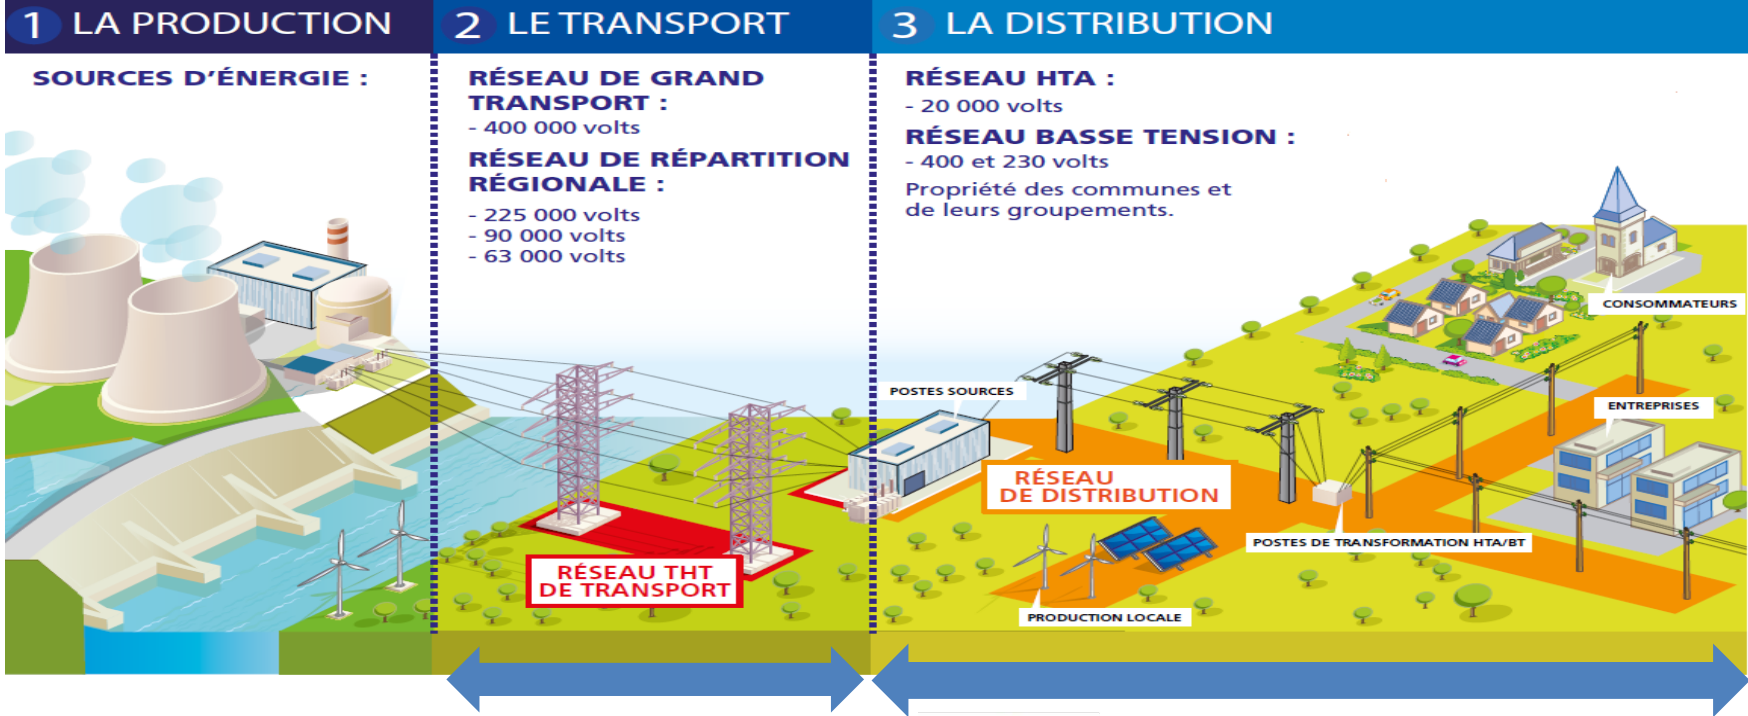 1 LA PRODUCTION
SOURCES D’ÉNERGIE :
2 LE TRANSPORT
RÉSEAU DE GRAND
TRANSPORT :
- 400 000 volts
RÉSEAU DE RÉPARTITION
RÉGIONALE :
- 225 000 volts
- 90 000 volts
- 63 000 volts
RÉSEAU THT
DE TRANSPORT
3 LA DISTRIBUTION
RÉSEAU HTA :
- 20 000 volts
RÉSEAU BASSE TENSION :
- 400 et 230 volts
Propriété des communes et
de leurs groupements.
CONSOMMATEURS
POSTES SOURCES
ENTREPRISES
RÉSEAU
DE DISTRIBUTION
POSTES DE TRANSFORMATION HTA/BT
PRODUCTION LOCALE